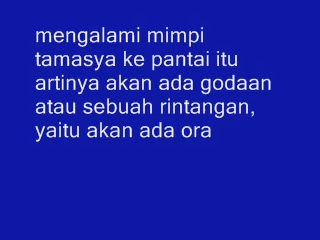 mengalami mimpi
tamasya ke pantai itu
artinya akan ada godaan
atau sebuah rintangan,
yaitu akan ada ora